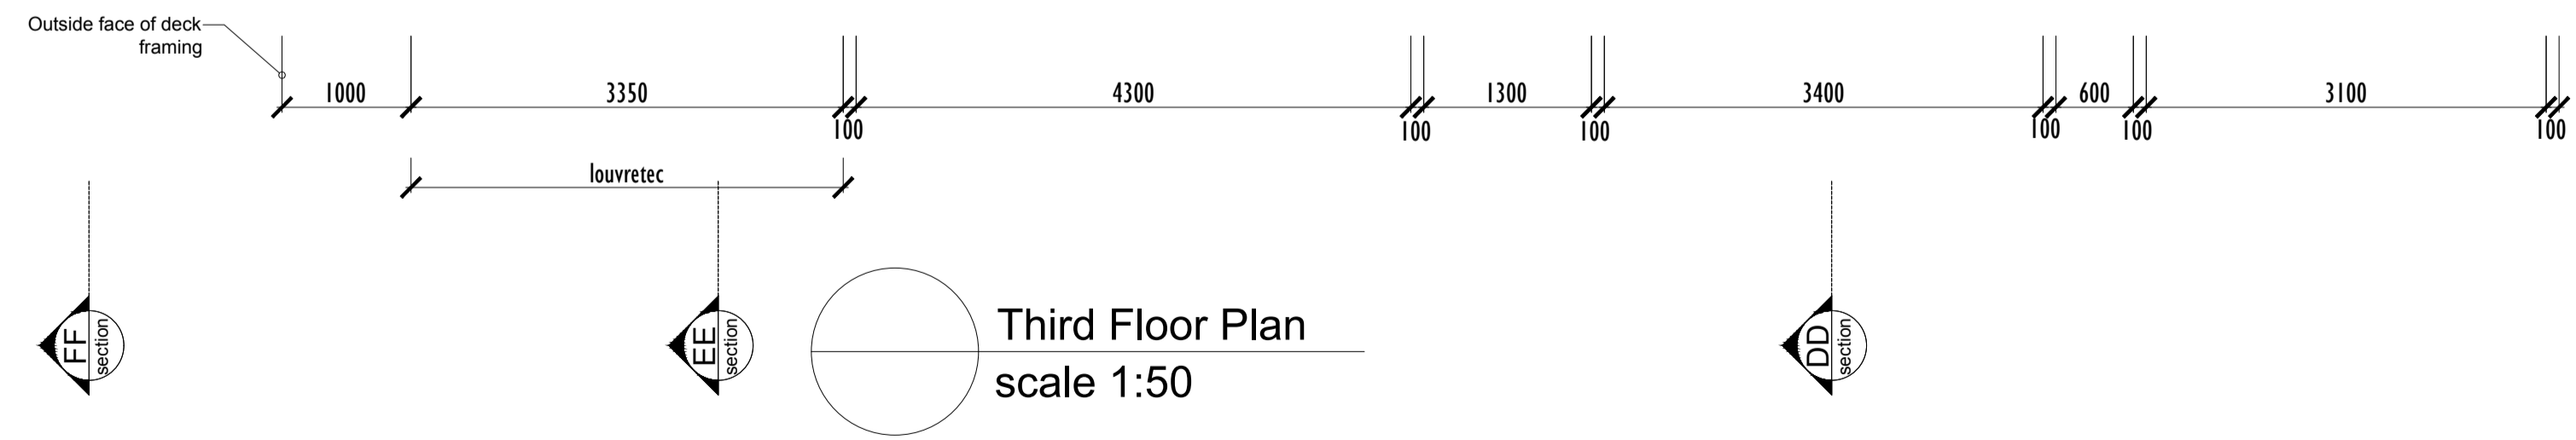 Outside face of deck
framing
1000
3350
4300
1300
3400
600
3100
100
100
100
100
100
100
louvretec
FF
section
EE
section
Third Floor Plan
scale 1:50
DD
section